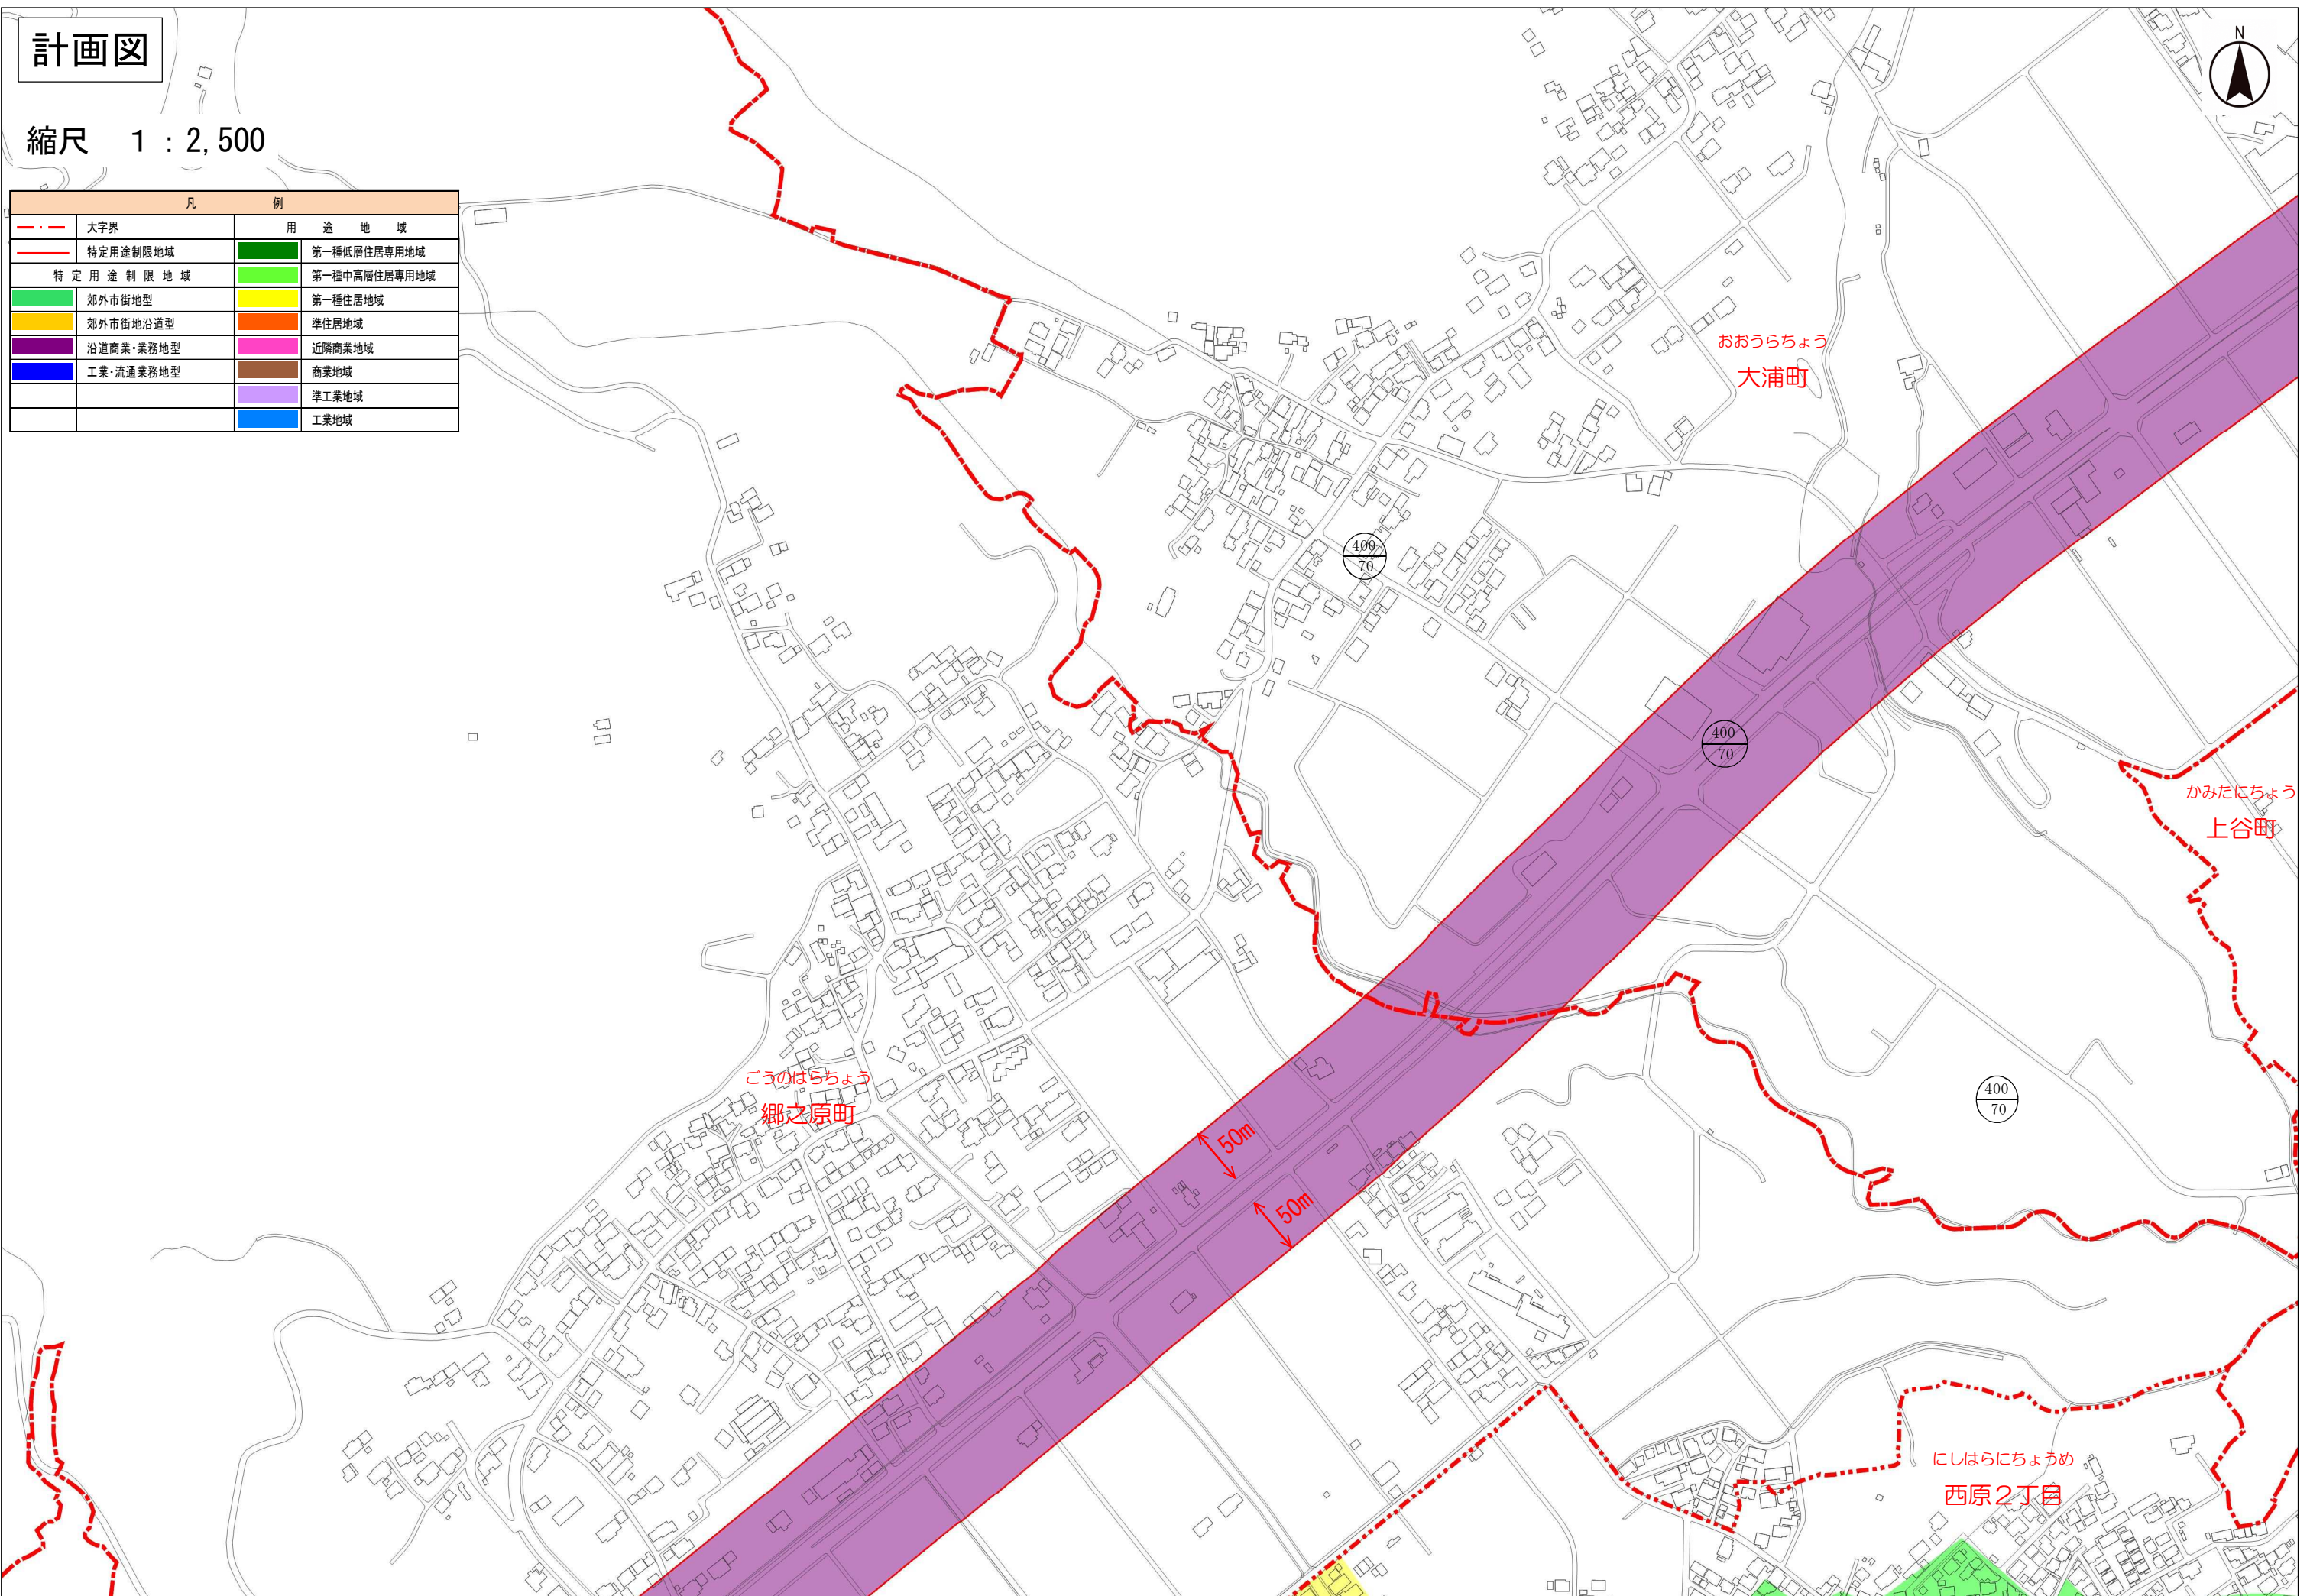 計画図
N
縮尺 1:2,500
凡 例
大字界
用途地域
特定用途制限地域
第一種低層住居専用地域
特定用途制限地域
第一種中高層住居専用地域
郊外市街地型
第一種住居地域
郊外市街地沿道型
準住居地域
沿道商業・業務地型
近隣商業地域
工業・流通業務地型
商業地域
準工業地域
工業地域
おおうらちょう
大浦町
400
70
400
70
かみたにちょう
上谷町
ごうのはらちょう
郷之原町
400
70
50m
50m
にしはらにちょうめ
西原2丁目